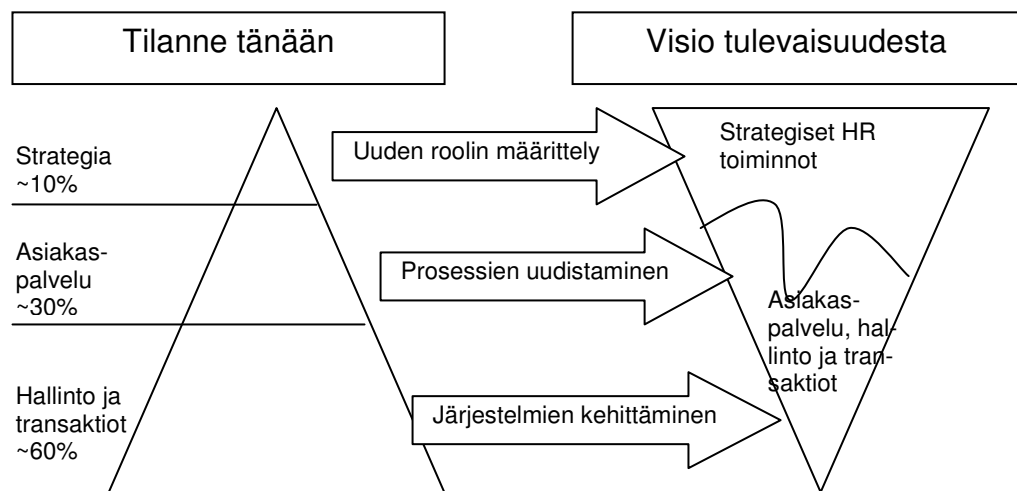 Tilanne tänään
Visio tulevaisuudesta
Strategia
~10%
Asiakas-
palvelu
~30%
Hallinto ja
transaktiot
~60%
Uuden roolin määrittely
Prosessien uudistaminen
Järjestelmien kehittäminen
Strategiset HR
toiminnot
Asiakas-
palvelu, hal-
linto ja tran-
saktiot